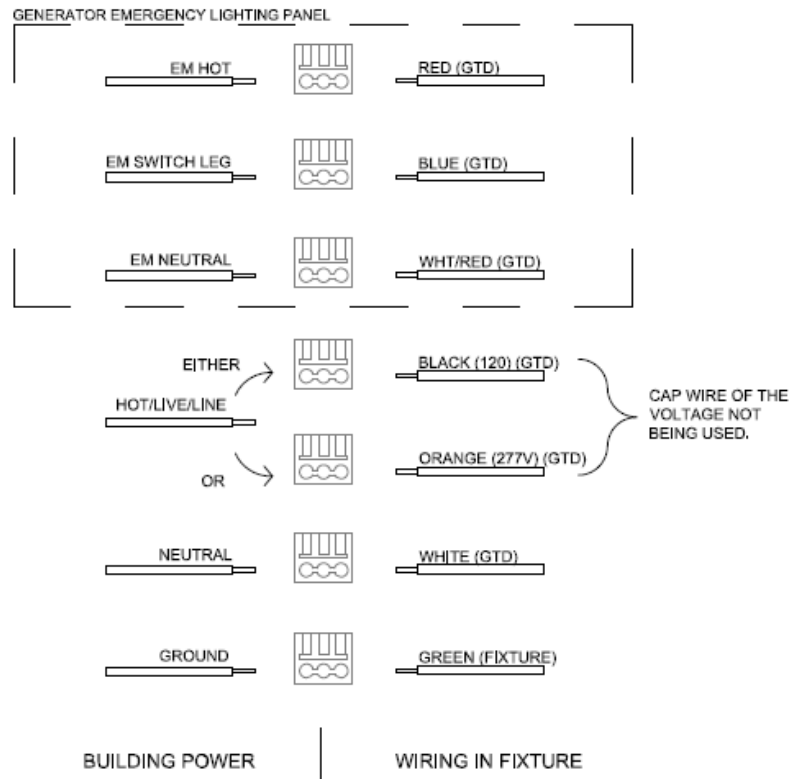 GENERATOR EMERGENCY LIGHTING PANEL
EM HOT
RED (GTD)
EM SWITCH LEG
BLUE (GTD)
EM NEUTRAL
WHT/RED (GTD)
EITHER
BLACK (120) (GTD)
HOT/LIVE/LINE
CAP WIRE OF THE
VOLTAGE NOT
BEING USED.
OR
ORANGE (277V) (GTD)
NEUTRAL
WHITE (GTD)
GROUND
GREEN (FIXTURE)
BUILDING POWER
WIRING IN FIXTURE